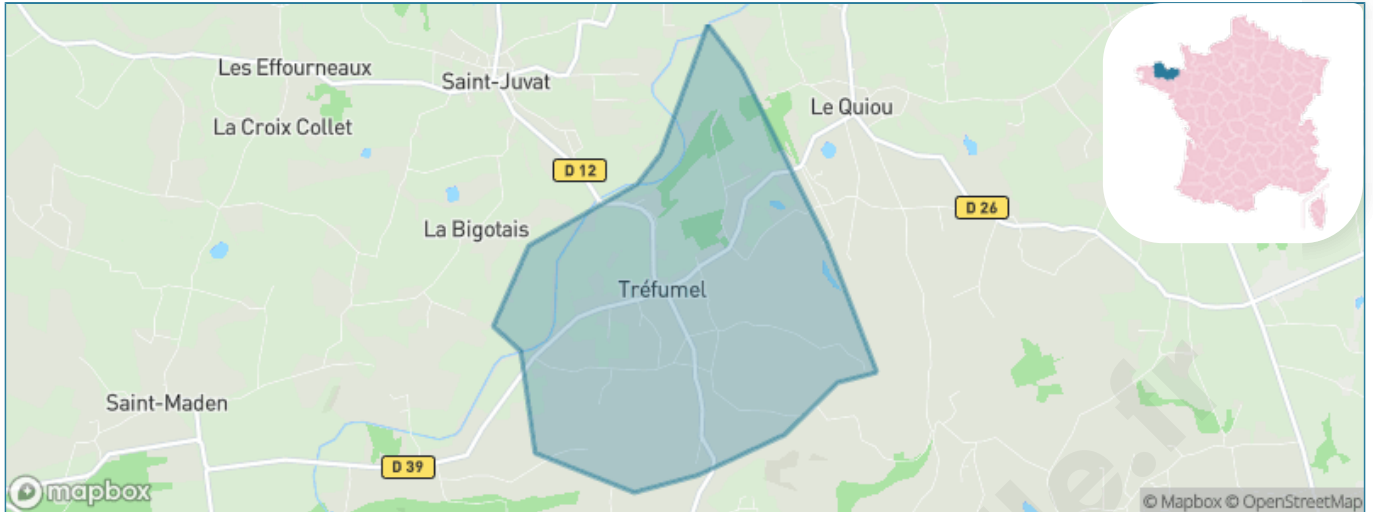 Les Effourneaux
Saint-Juvat
Le Quiou
La Croix Collet
D 12
D 26
La Bigotais
Tréfumel
Saint-Maden
D 39
mapbox
© Mapbox © OpenStreetMap